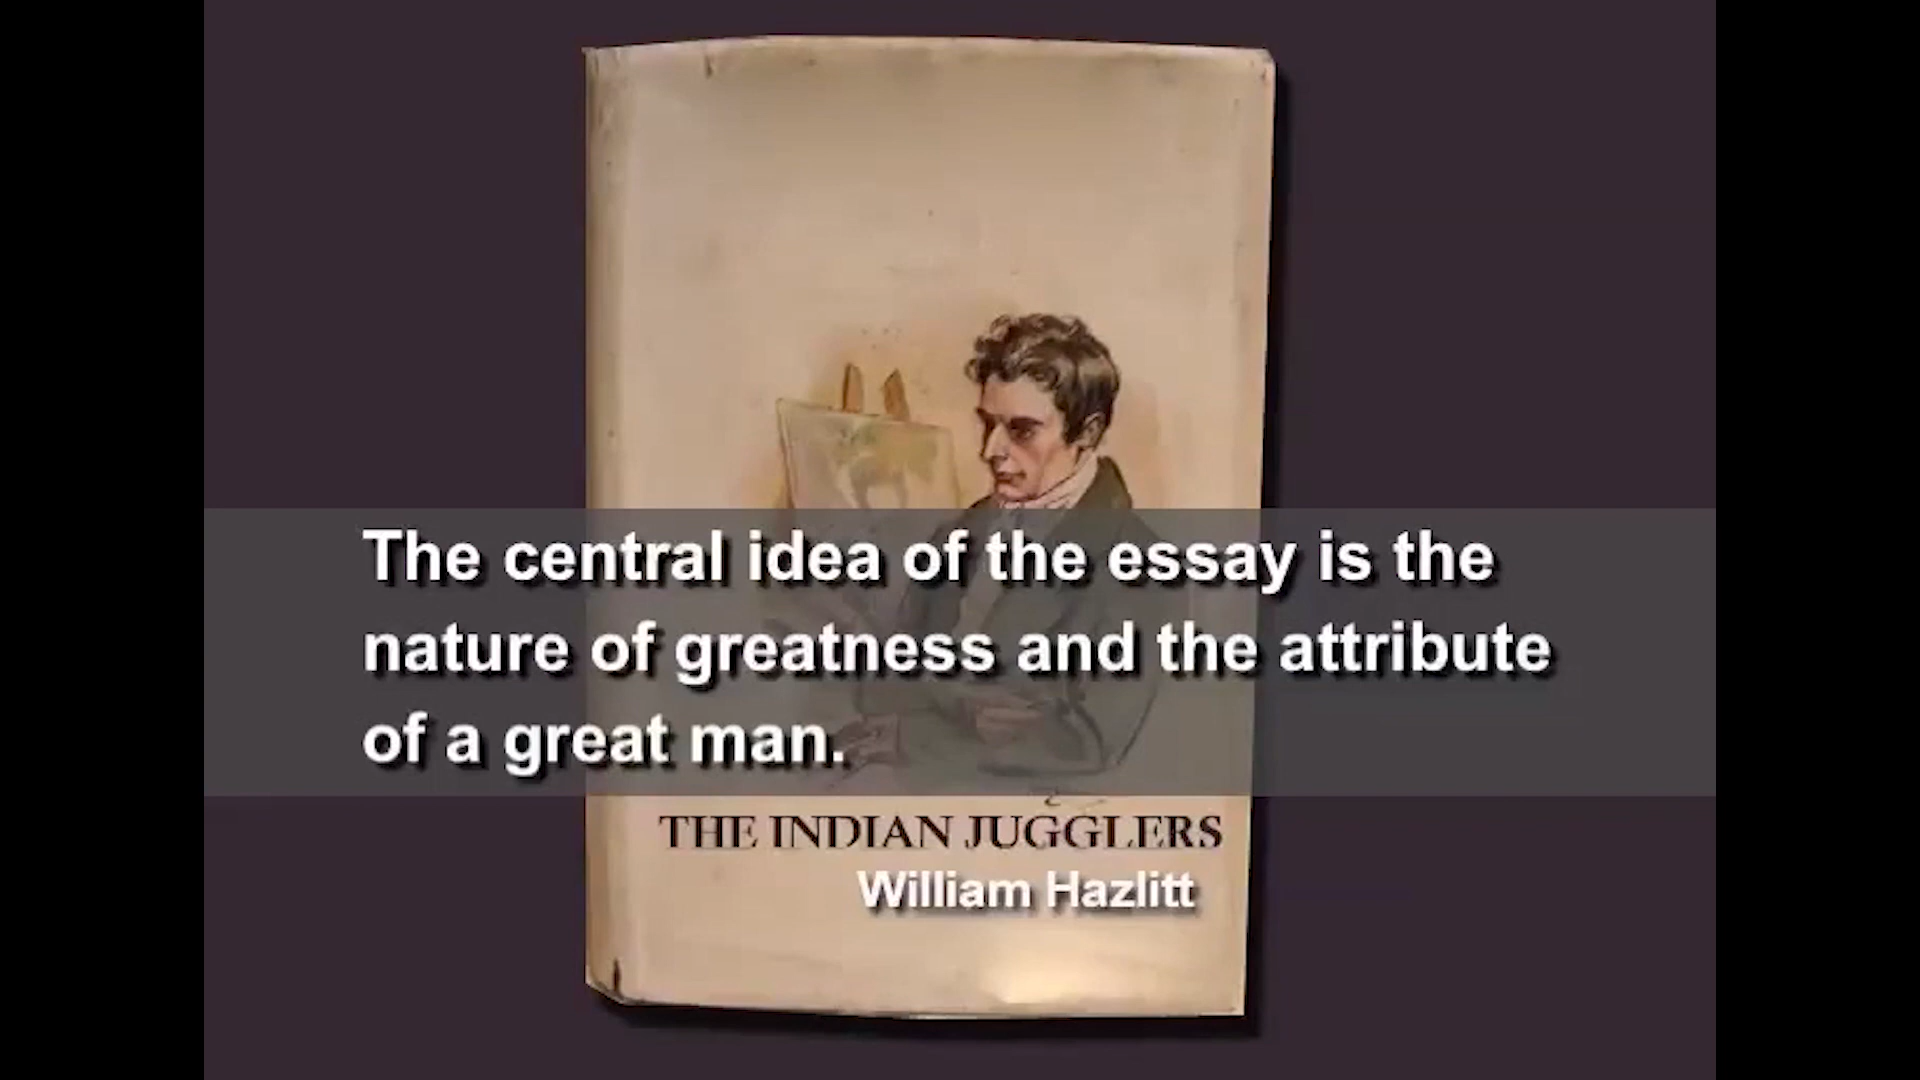 The central idea of the essay is the
nature of greatness and the attribute
of a great man.
THE INDIAN JUGGLERS
William Hazlitt